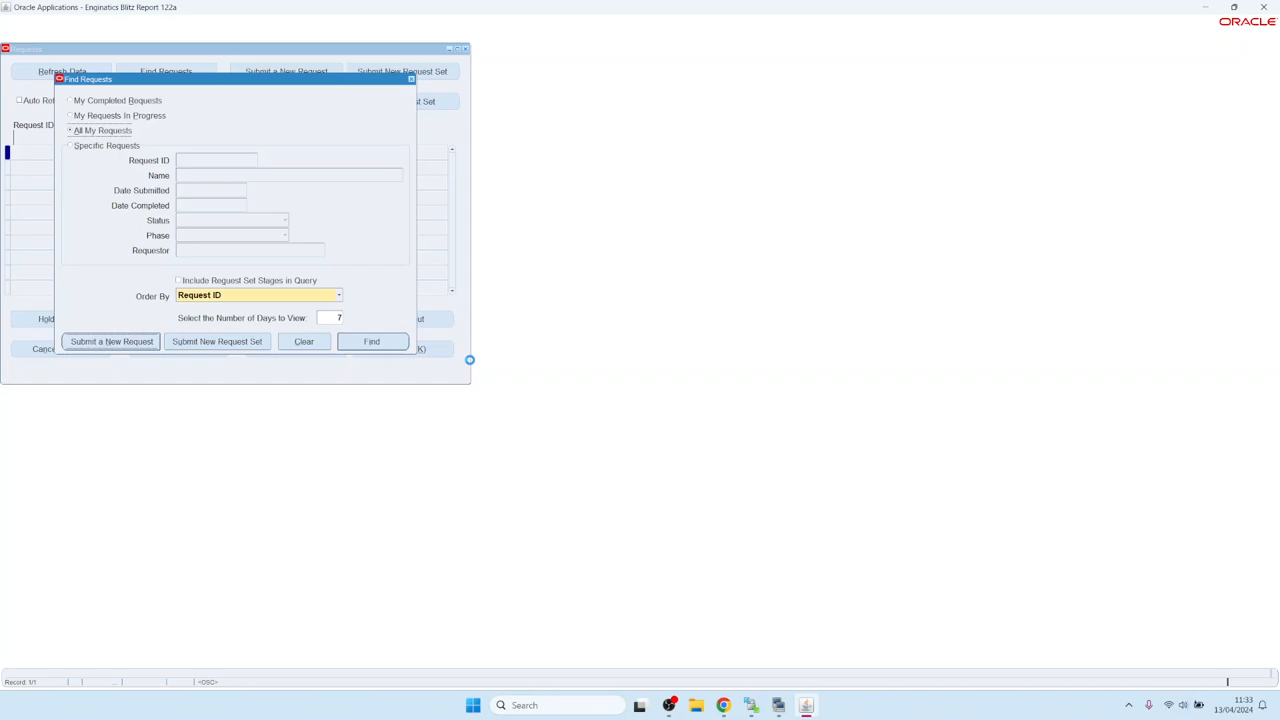 Oracle Applications - Enginatics Blitz Report 122a
ORACLE
Requests
Refresh Data
Find Requests
Submit a New Request
Submit New Request Set
Find Requests
My Completed Requests
Auto Ref
est Set
My Requests In Progress
Request ID
All My Requests
Specific Requests
Request ID
Name
Date Submitted
Date Completed
Status
Phase
Requestor
Include Request Set Stages in Query
Order By
Request ID
Hold
Select the Number of Days to View:
7
ut
Submit a New Request
Submit New Request Set
Clear
Find
Cance
K)
Record: 1/1
...
<OSC>
Search
11:33
13/04/2024